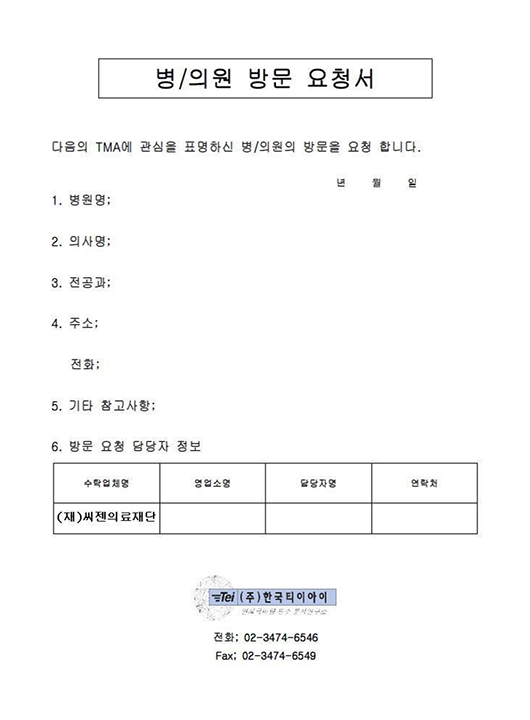 병/의원 방문 요청서
다음의 TMA에 관심을 표명하신 병/의원의 방문을 요청 합니다.
년 월 일
1. 병원명;
2. 의사명;
3. 전공과;
4. 주소;
전화;
5. 기타 참고사항;
6. 방문 요청 담당자 정보
수탁업체명 영업소명 담당자명 연락처
(재)씨젠의료재단
Tei (주)한국티이아이
전화; 02-3474-6546
Fax; 02-3474-6549